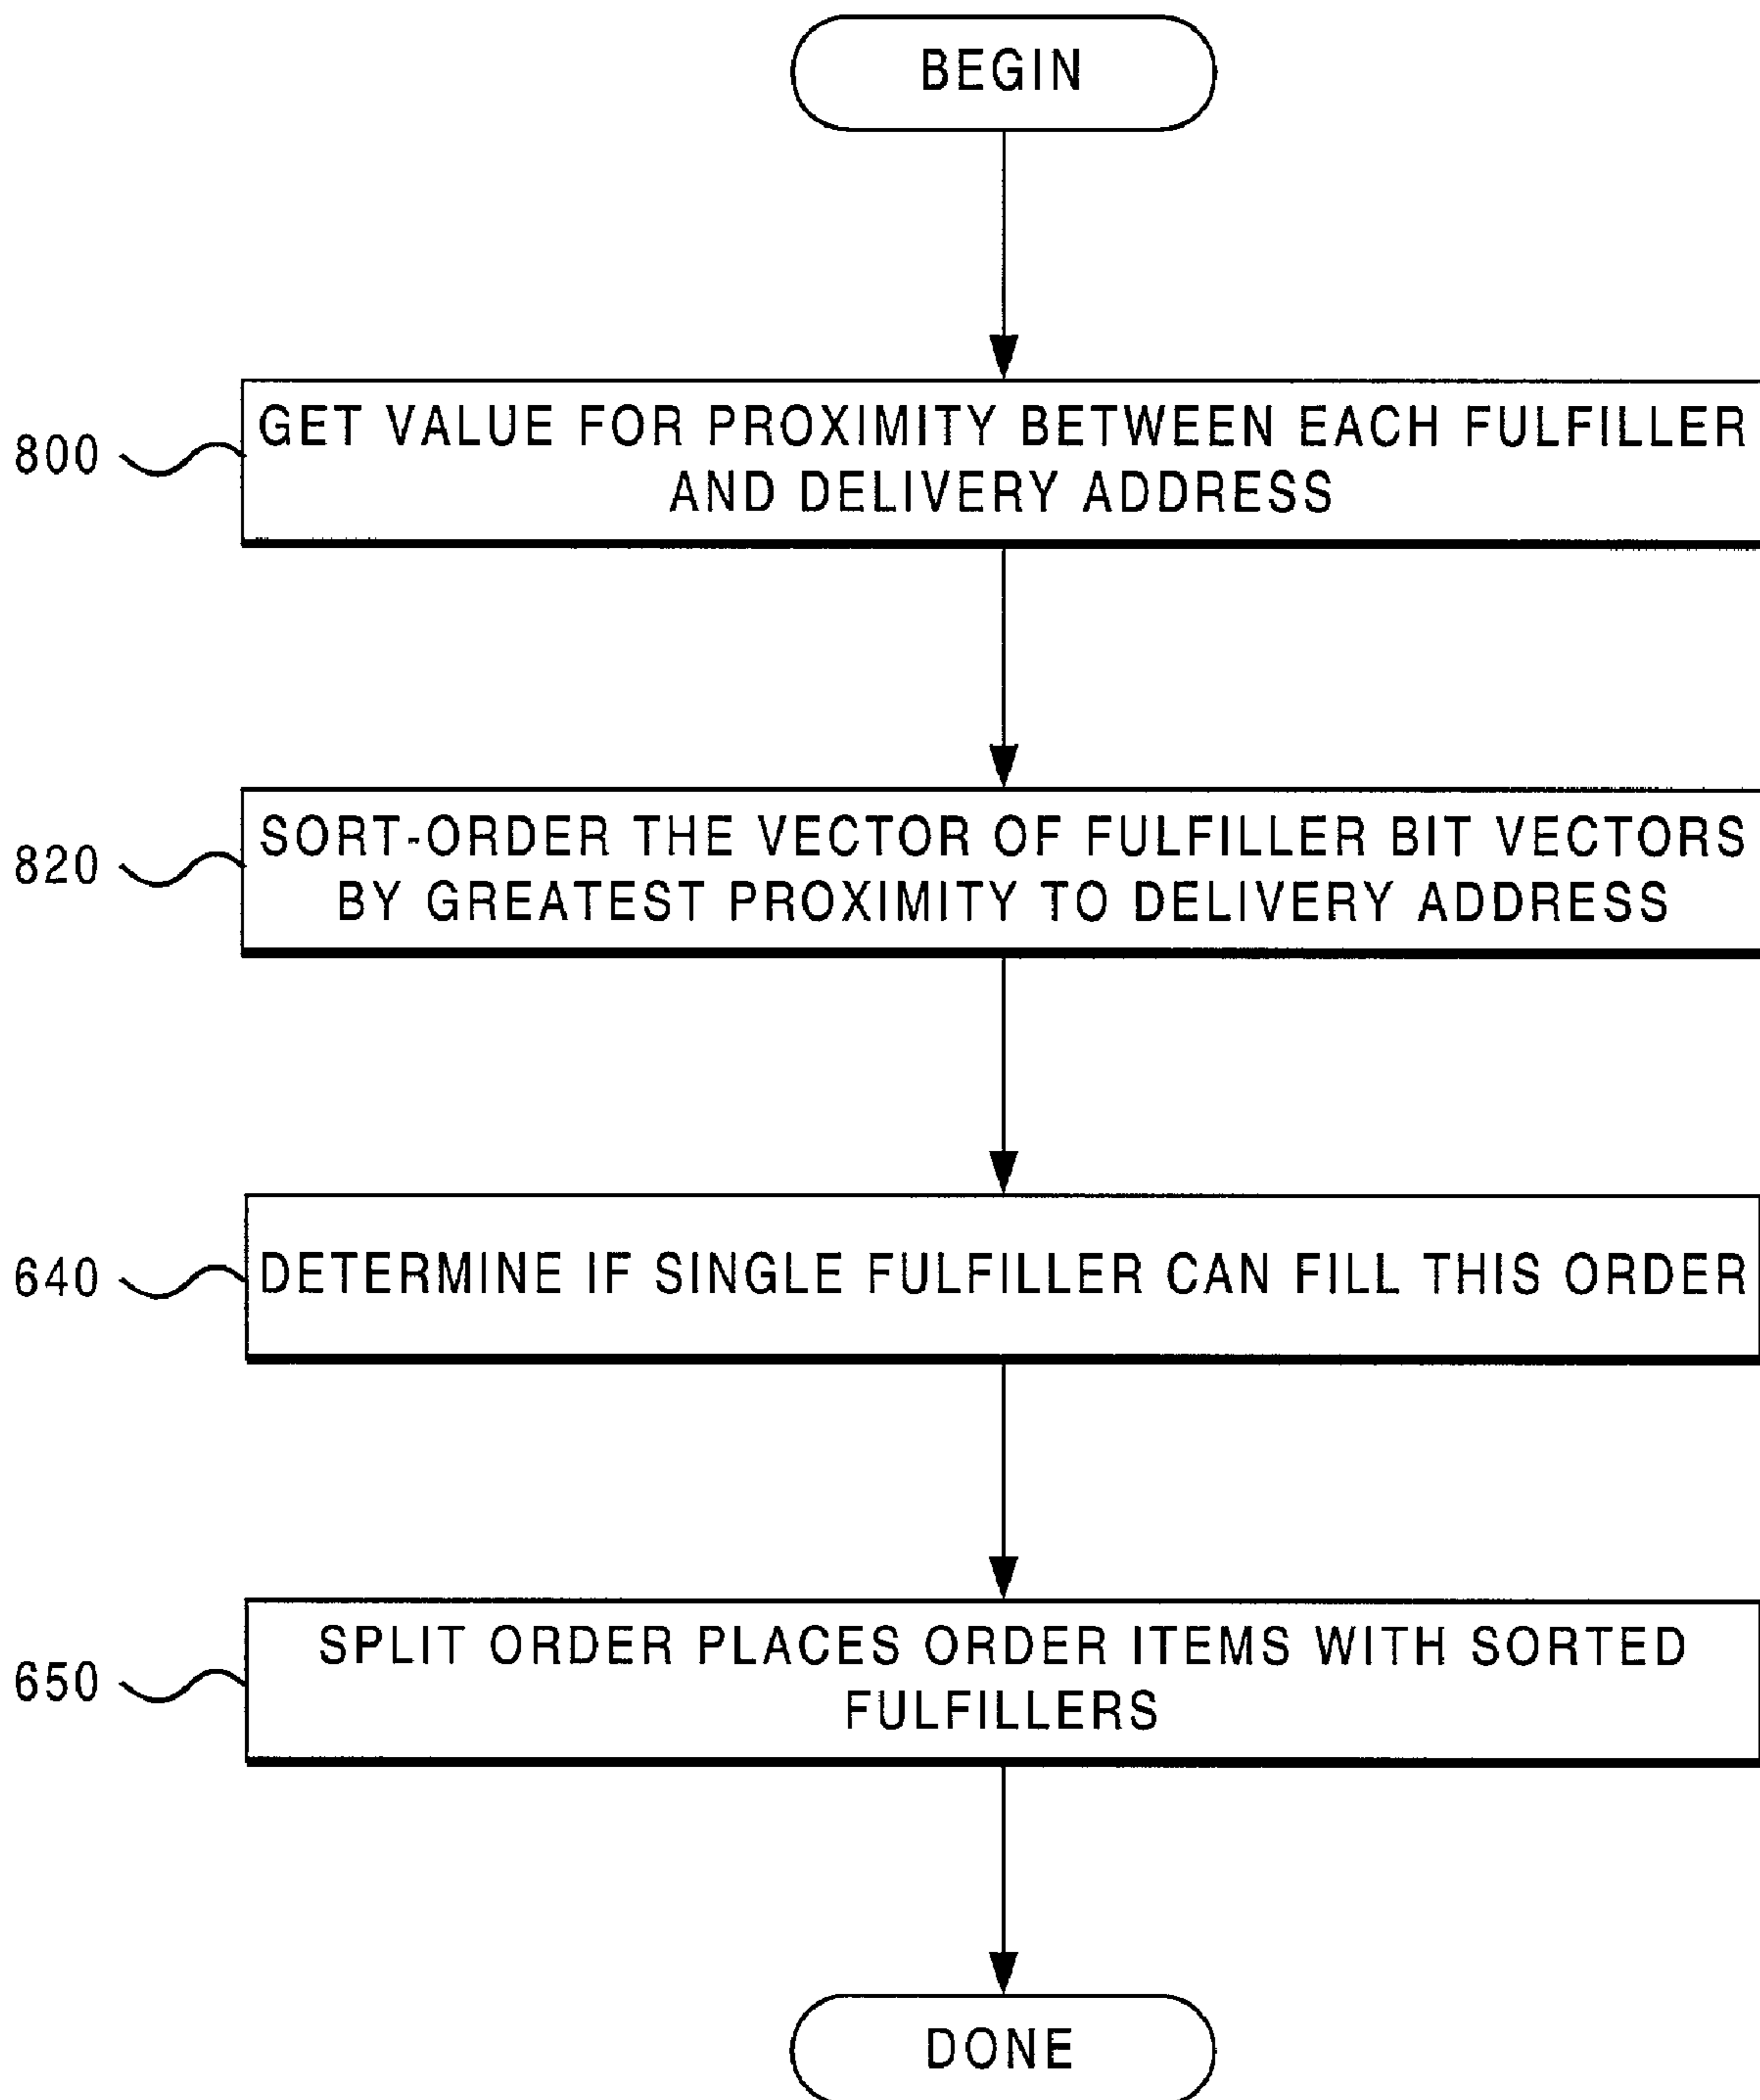 BEGIN
800
GET VALUE FOR PROXIMITY BETWEEN EACH FULFILLER
AND DELIVERY ADDRESS
820
SORT-ORDER THE VECTOR OF FULFILLER BIT VECTORS
BY GREATEST PROXIMITY TO DELIVERY ADDRESS
640
DETERMINE IF SINGLE FULFILLER CAN FILL THIS ORDER
650
SPLIT ORDER PLACES ORDER ITEMS WITH SORTED
FULFILLERS
DONE